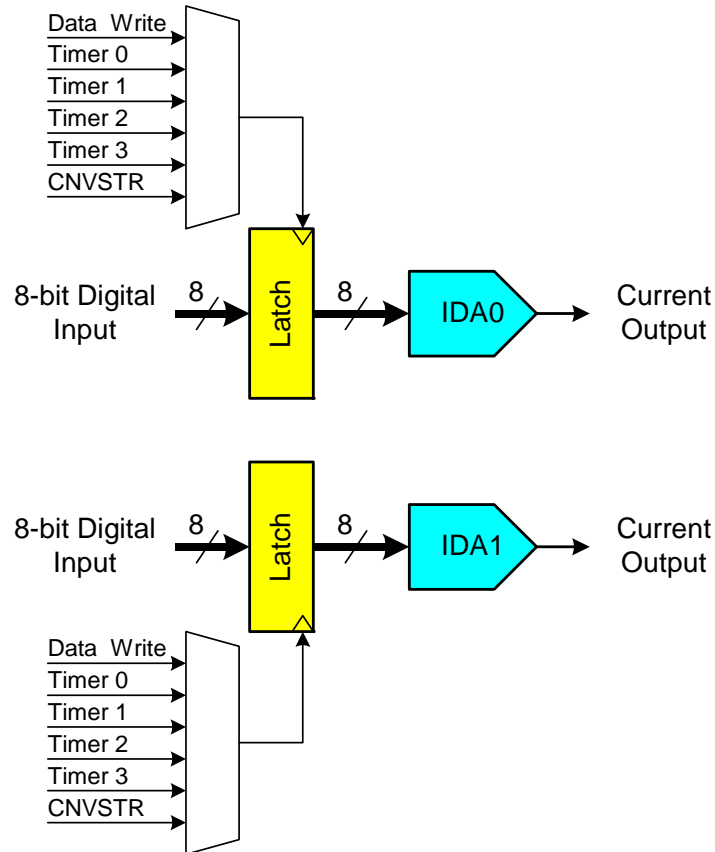 Data Write
Timer 0
Timer 1
Timer 2
Timer 3
CNVSTR
8-bit Digital
Input
8
Latch
8
IDA0
Current
Output
8-bit Digital
Input
8
Latch
8
IDA1
Current
Output
Data Write
Timer 0
Timer 1
Timer 2
Timer 3
CNVSTR